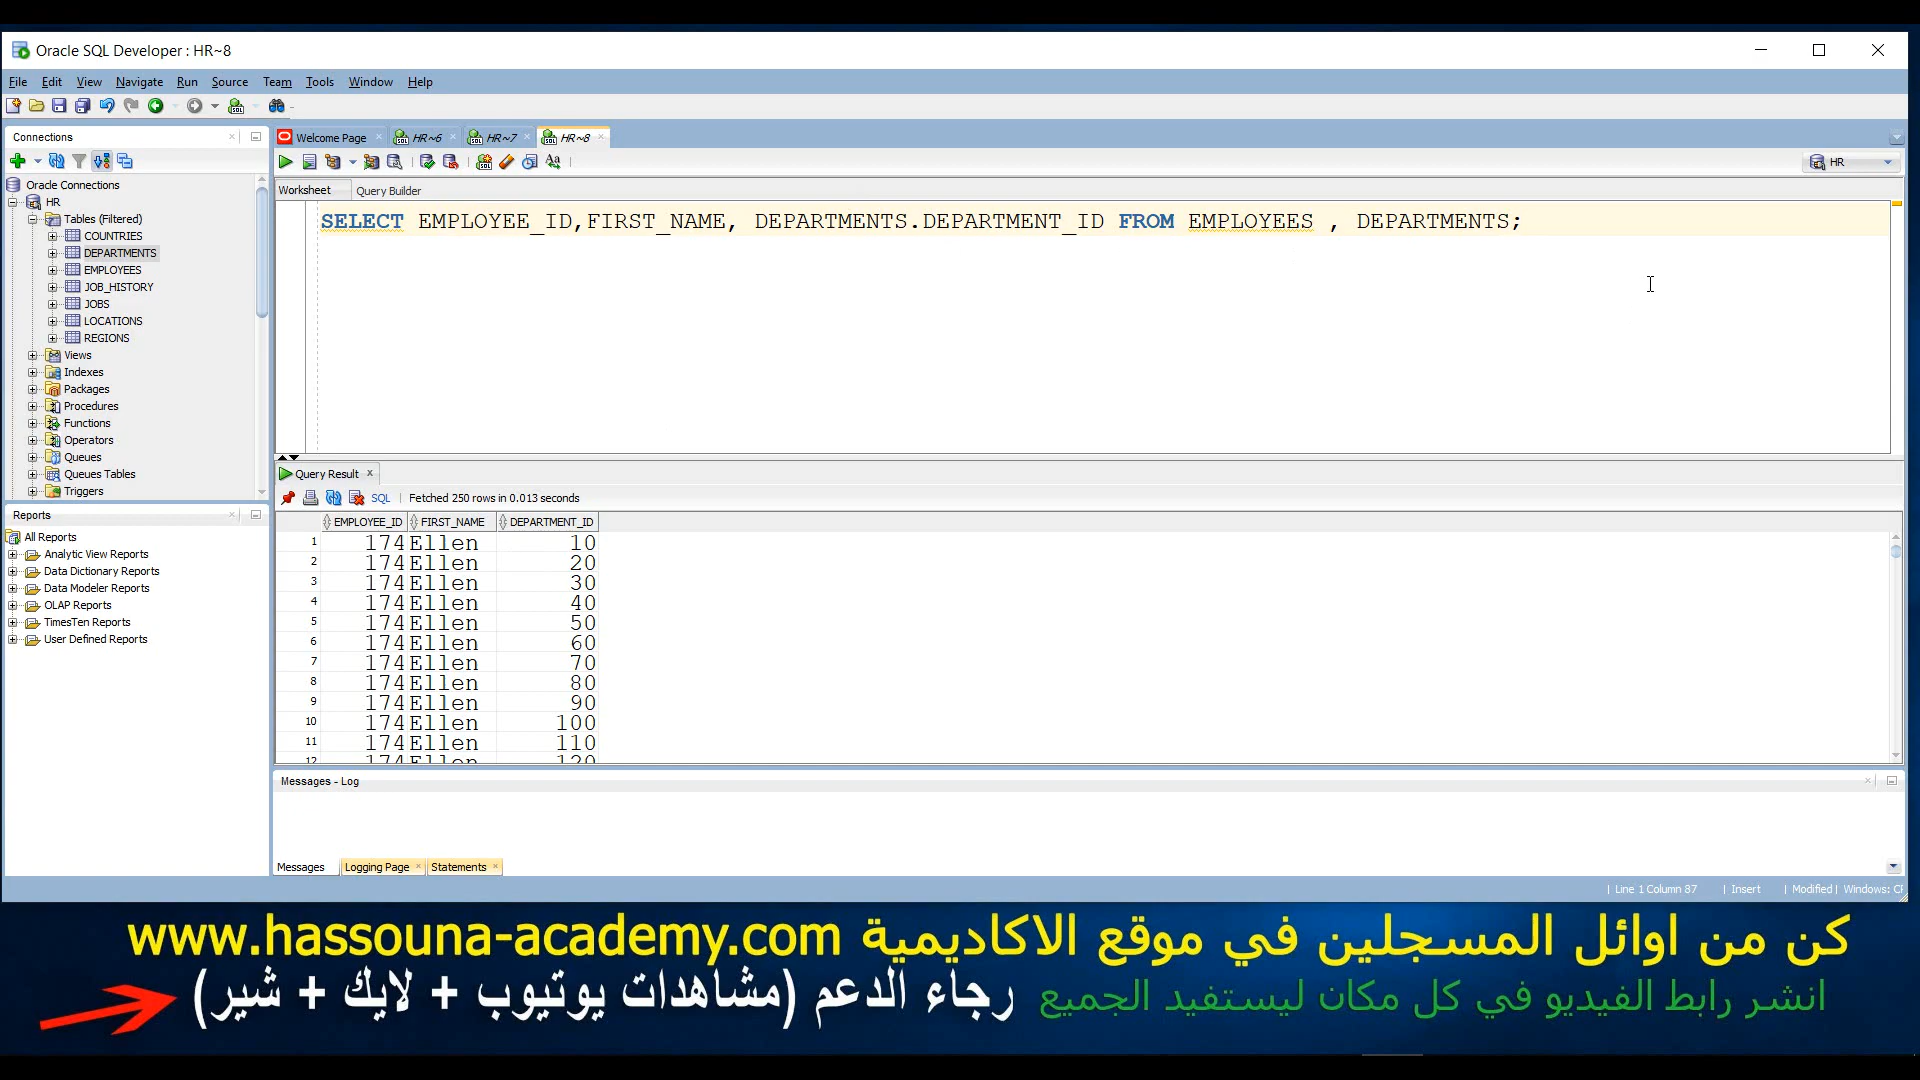 Oracle SQL Developer : HR~8
File Edit View Navigate Run Source Team Tools Window Help
Connections
Oracle Connections
HR
Tables (Filtered)
COUNTRIES
DEPARTMENTS
EMPLOYEES
JOB_HISTORY
JOBS
LOCATIONS
REGIONS
Views
Indexes
Packages
Procedures
Functions
Operators
Queues
Queues Tables
Triggers
Reports
All Reports
Analytic View Reports
Data Dictionary Reports
Data Modeler Reports
OLAP Reports
TimesTen Reports
User Defined Reports
Welcome Page HR~6 HR~7 HR~8
HR
Worksheet Query Builder
SELECT EMPLOYEE_ID,FIRST_NAME, DEPARTMENTS.DEPARTMENT_ID FROM EMPLOYEES , DEPARTMENTS;
Query Result
SQL | Fetched 250 rows in 0.013 seconds
EMPLOYEE_ID FIRST_NAME DEPARTMENT_ID
1 174 Ellen 10
2 174 Ellen 20
3 174 Ellen 30
4 174 Ellen 40
5 174 Ellen 50
6 174 Ellen 60
7 174 Ellen 70
8 174 Ellen 80
9 174 Ellen 90
10 174 Ellen 100
11 174 Ellen 110
12 174 Ellen 120
Messages - Log
Messages Logging Page Statements
| Line 1 Column 87 | Insert | Modified | Windows: CF
كن من اوائل المسجلين في موقع الاكاديمية www.hassouna-academy.com
انشر رابط الفيديو في كل مكان ليستفيد الجميع رجاء الدعم (مشاهدات يوتيوب + لايك + شير)